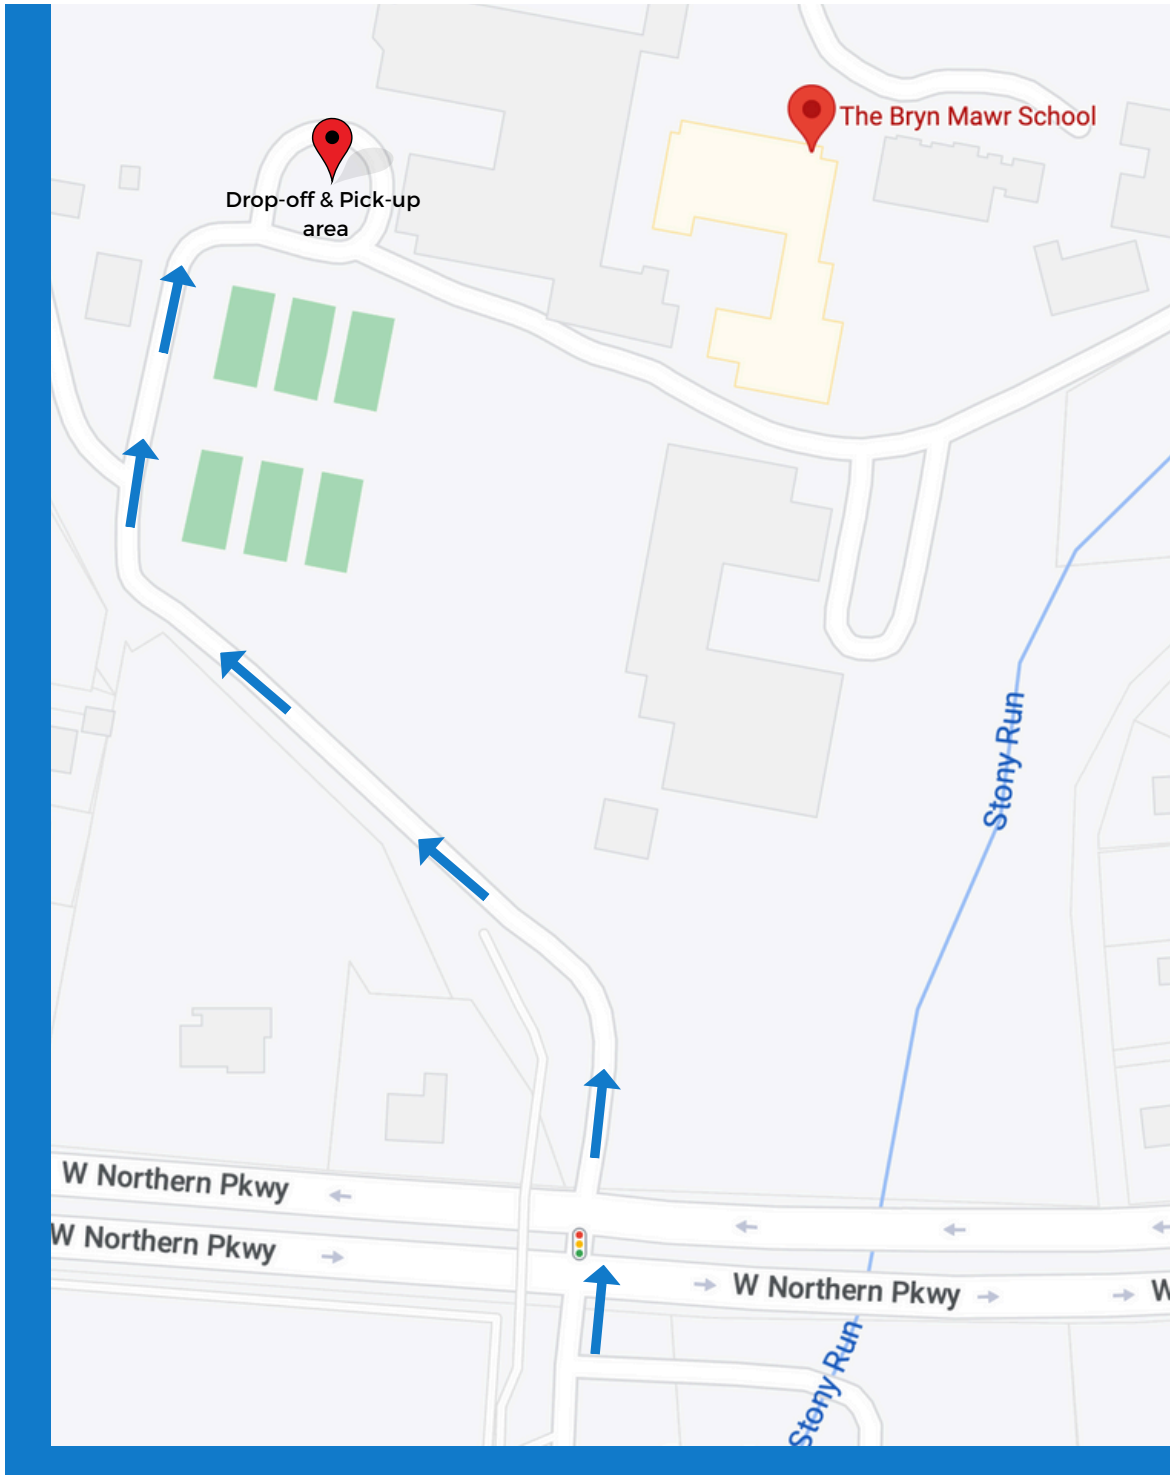 The Bryn Mawr School
Drop-off & Pick-up
area
Stony Run
W Northern Pkwy
W Northern Pkwy
W Northern Pkwy
W
Stony Run